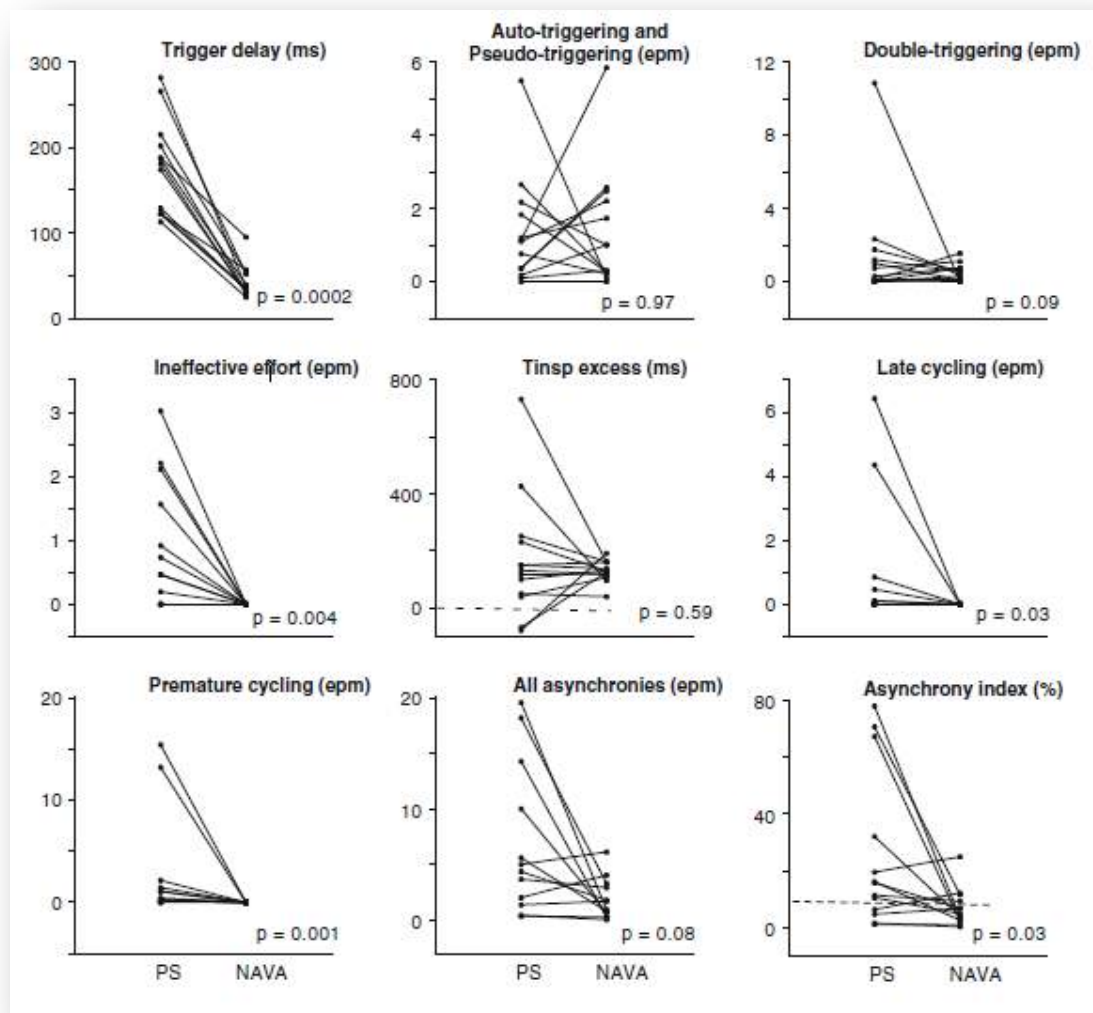 Trigger delay (ms)
300
200
100
0
p = 0.0002
Auto-triggering and
Pseudo-triggering (epm)
6
4
2
0
p = 0.97
Double-triggering (epm)
12
8
4
0
p = 0.09
Ineffective effort (epm)
3
2
1
0
p = 0.004
Tinsp excess (ms)
800
400
0
p = 0.59
Late cycling (epm)
6
4
2
0
p = 0.03
Premature cycling (epm)
20
10
0
p = 0.001
PS NAVA
All asynchronies (epm)
20
10
0
p = 0.08
PS NAVA
Asynchrony index (%)
80
40
0
p = 0.03
PS NAVA